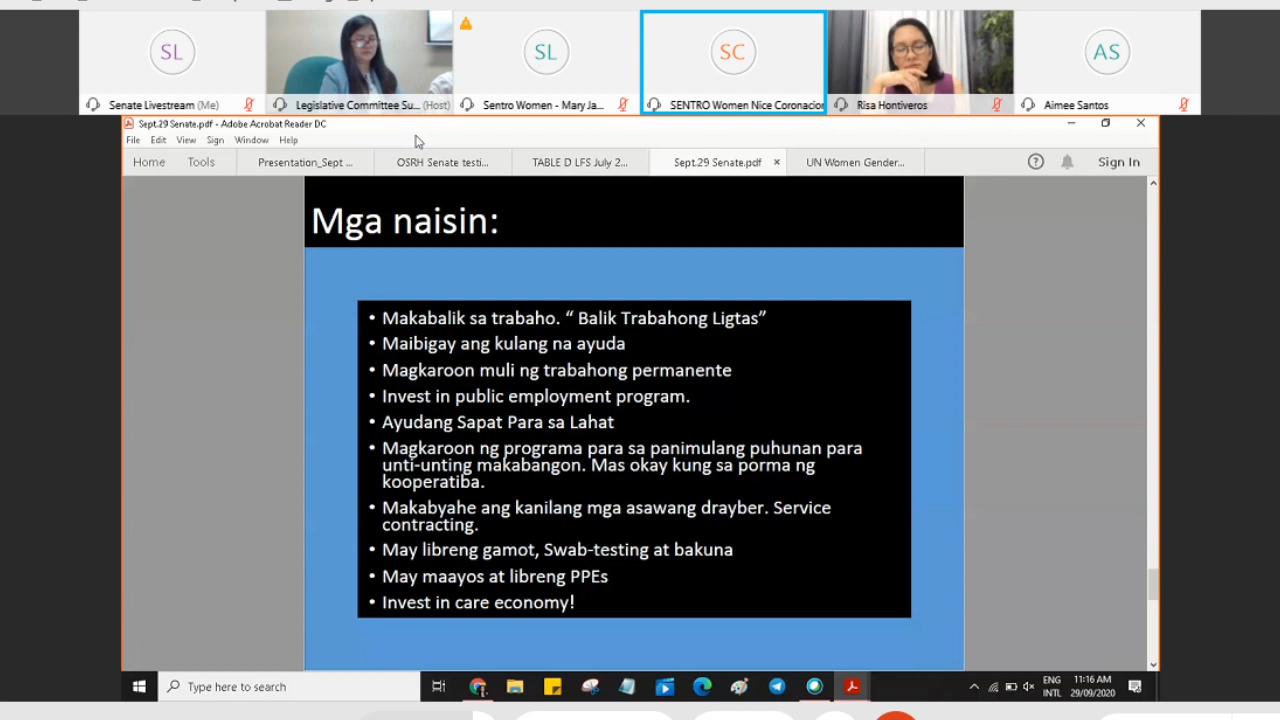 SL
SL
SC
AS
Senate Livestream (Me)
Legislative Committee Su... (Host)
Sentro Women - Mary Ja...
SENTRO Women Nice Coronacion
Risa Hontiveros
Aimee Santos
Sept.29 Senate.pdf - Adobe Acrobat Reader DC
File Edit View Sign Window Help
Home Tools Presentation_Sept ... OSRH Senate testi... TABLE D LFS July 2... Sept.29 Senate.pdf × UN Women Gender... Sign In
Mga naisin:
• Makabalik sa trabaho. “ Balik Trabahong Ligtas”
• Maibigay ang kulang na ayuda
• Magkaroon muli ng trabahong permanente
• Invest in public employment program.
• Ayudang Sapat Para sa Lahat
• Magkaroon ng programa para sa panimulang puhunan para
unti-unting makabangon. Mas okay kung sa porma ng
kooperatiba.
• Makabyahe ang kanilang mga asawang drayber. Service
contracting.
• May libreng gamot, Swab-testing at bakuna
• May maayos at libreng PPEs
• Invest in care economy!
Type here to search
ENG
INTL
11:16 AM
29/09/2020